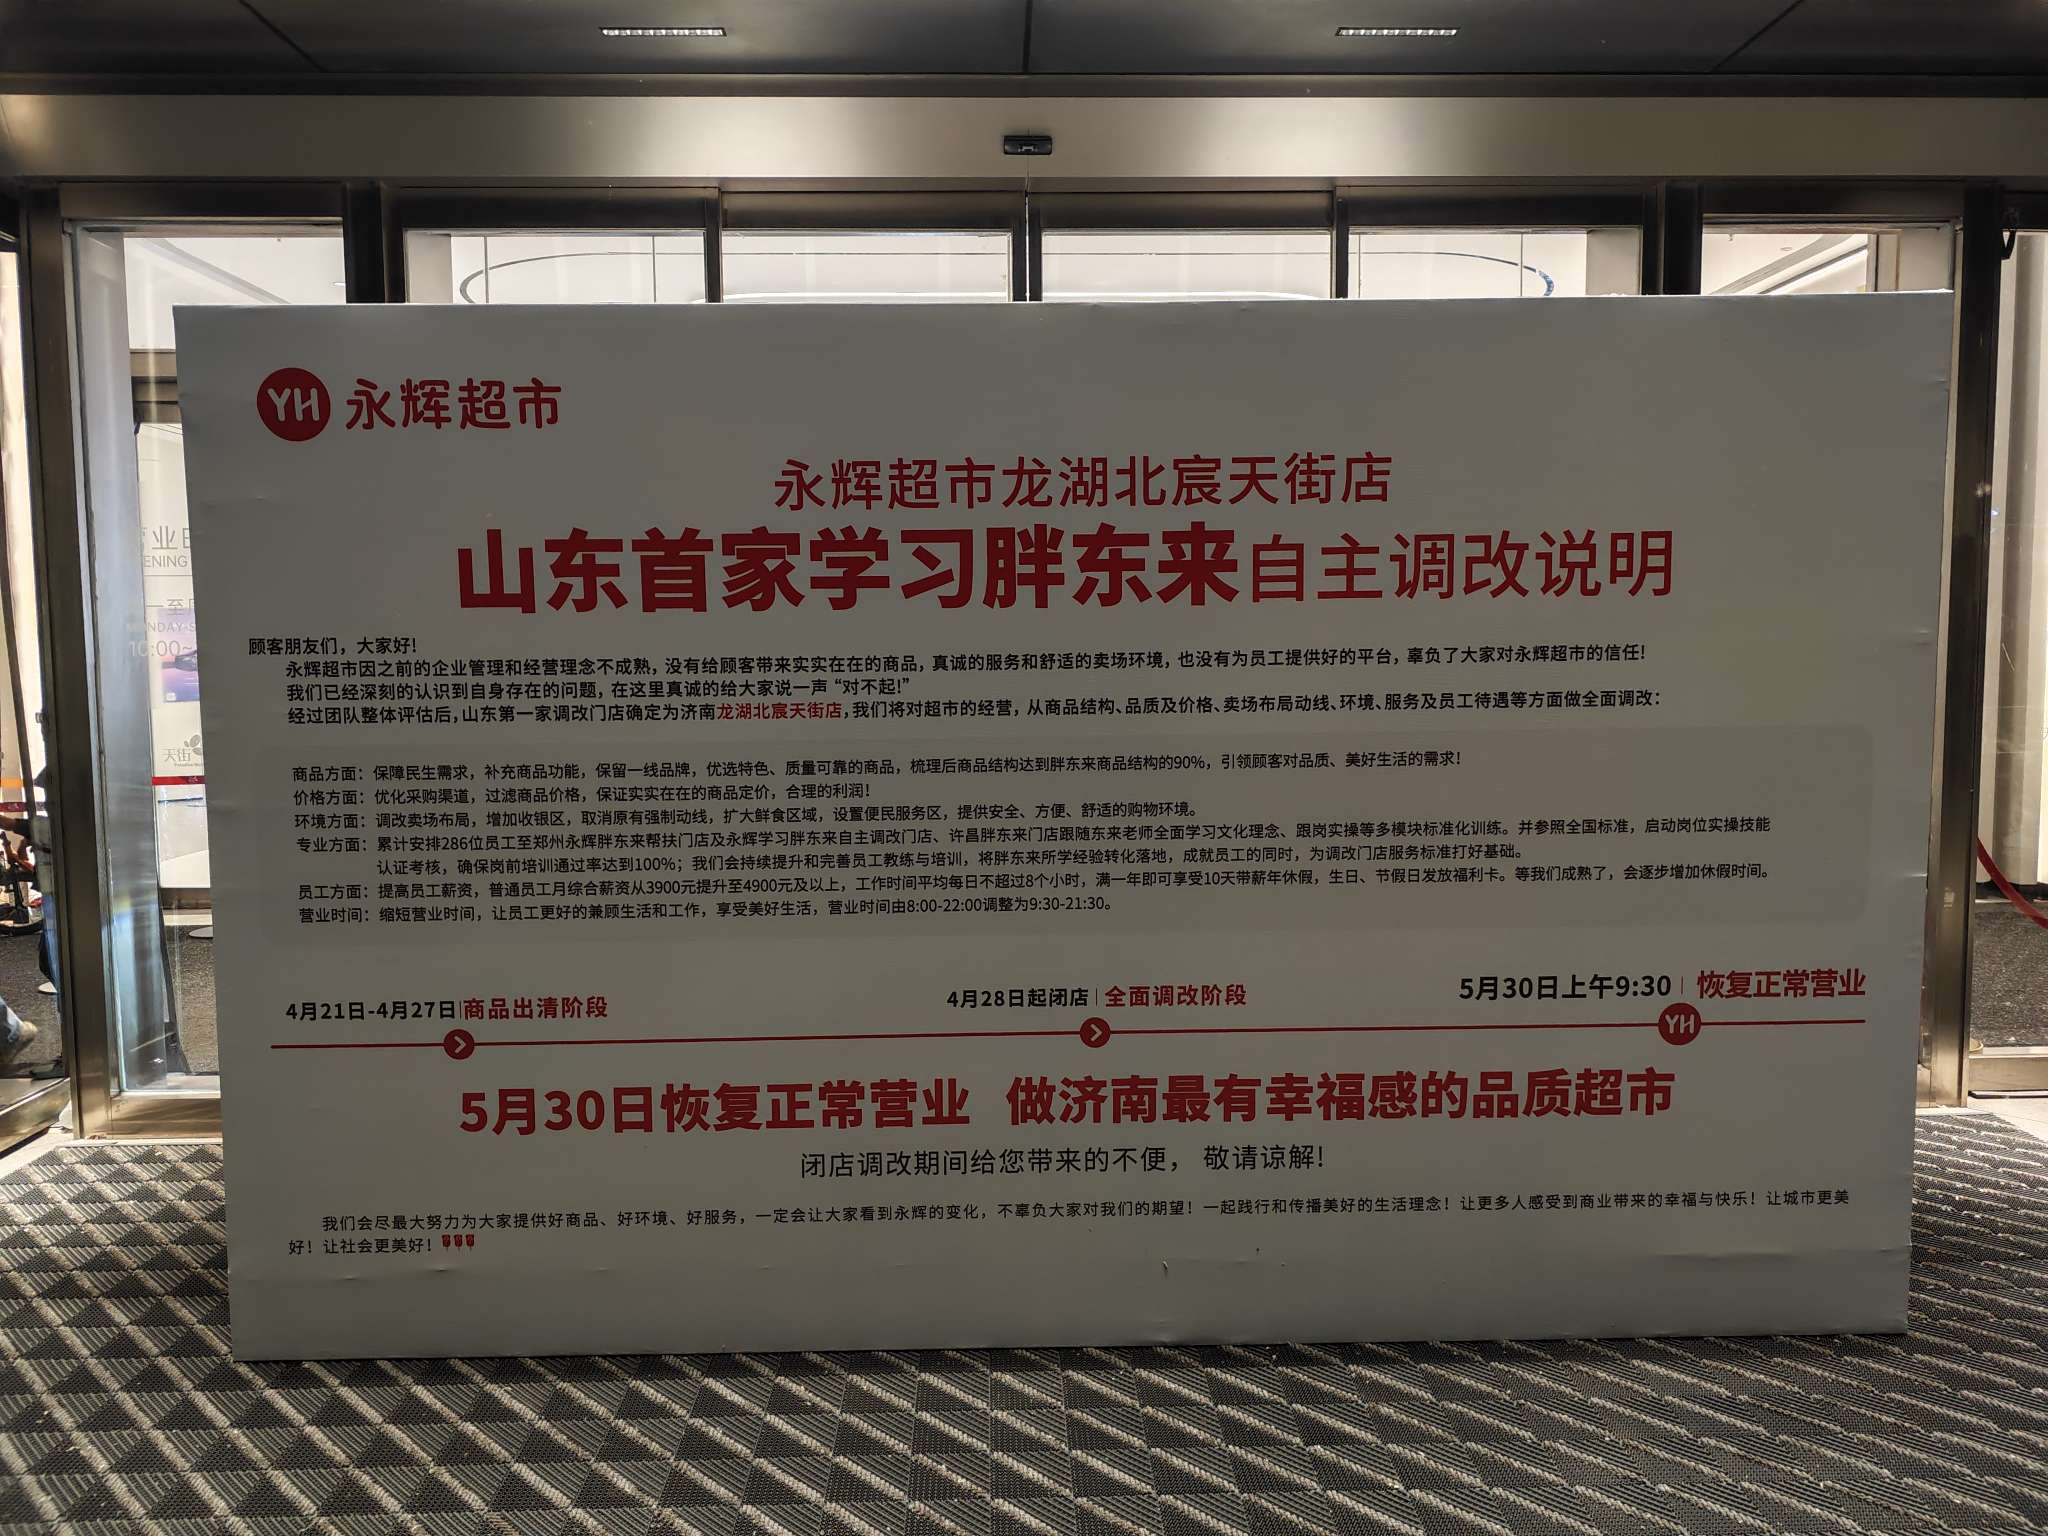 YH 永辉超市
永辉超市龙湖北宸天街店
山东首家学习胖东来自主调改说明
顾客朋友们，大家好！
永辉超市因之前的企业管理和经营理念不成熟，没有给顾客带来实实在在的商品，真诚的服务和舒适的卖场环境，也没有为员工提供好的平台，辜负了大家对永辉超市的信任！
我们已经深刻的认识到自身存在的问题，在这里真诚的给大家说一声“对不起！”
经过团队整体评估后，山东第一家调改门店确定为济南龙湖北宸天街店，我们将对超市的经营，从商品结构、品质及价格、卖场布局动线、环境、服务及员工待遇等方面做全面调改：
商品方面：保障民生需求，补充商品功能，保留一线品牌，优选特色、质量可靠的商品，梳理后商品结构达到胖东来商品结构的90%，引领顾客对品质、美好生活的需求！
价格方面：优化采购渠道，过滤商品价格，保证实实在在的商品定价，合理的利润！
环境方面：调改卖场布局，增加收银区，取消原有强制动线，扩大鲜食区域，设置便民服务区，提供安全、方便、舒适的购物环境。
专业方面：累计安排286位员工至郑州永辉胖东来帮扶门店及永辉学习胖东来自主调改门店、许昌胖东来门店跟随东来老师全面学习文化理念、跟岗实操等多模块标准化训练。并参照全国标准，启动岗位实操技能
认证考核，确保岗前培训通过率达到100%；我们会持续提升和完善员工教练与培训，将胖东来所学经验转化落地，成就员工的同时，为调改门店服务标准打好基础。
员工方面：提高员工薪资，普通员工月综合薪资从3900元提升至4900元及以上，工作时间平均每日不超过8个小时，满一年即可享受10天带薪年休假，生日、节假日发放福利卡。等我们成熟了，会逐步增加休假时间。
营业时间：缩短营业时间，让员工更好的兼顾生活和工作，享受美好生活，营业时间由8:00-22:00调整为9:30-21:30。
4月21日-4月27日|商品出清阶段
4月28日起闭店|全面调改阶段
5月30日上午9:30|恢复正常营业
YH
5月30日恢复正常营业 做济南最有幸福感的品质超市
闭店调改期间给您带来的不便，敬请谅解！
我们会尽最大努力为大家提供好商品、好环境、好服务，一定会让大家看到永辉的变化，不辜负大家对我们的期望！一起践行和传播美好的生活理念！让更多人感受到商业带来的幸福与快乐！让城市更美
好！让社会更美好！
10:00~
天街